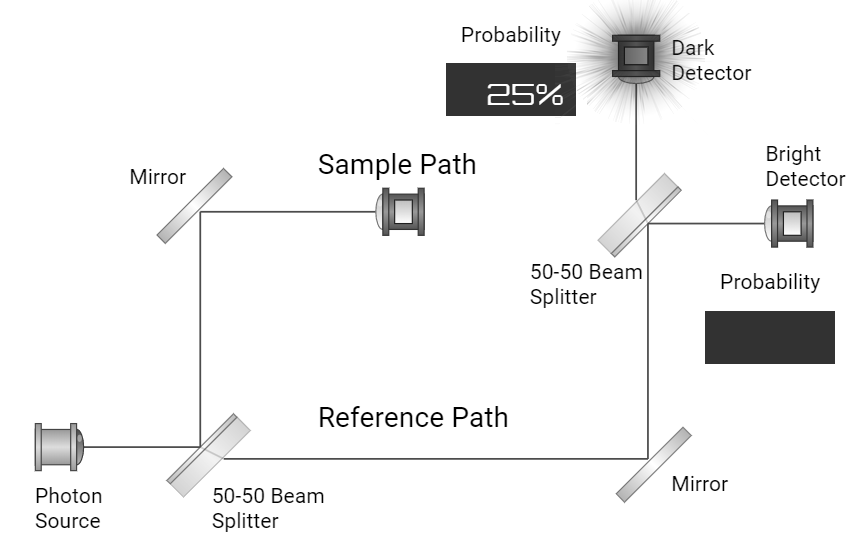 Probability
Dark
Detector
25%
Mirror
Sample Path
Bright
Detector
50-50 Beam
Splitter
Probability
Reference Path
Photon
Source
50-50 Beam
Splitter
Mirror